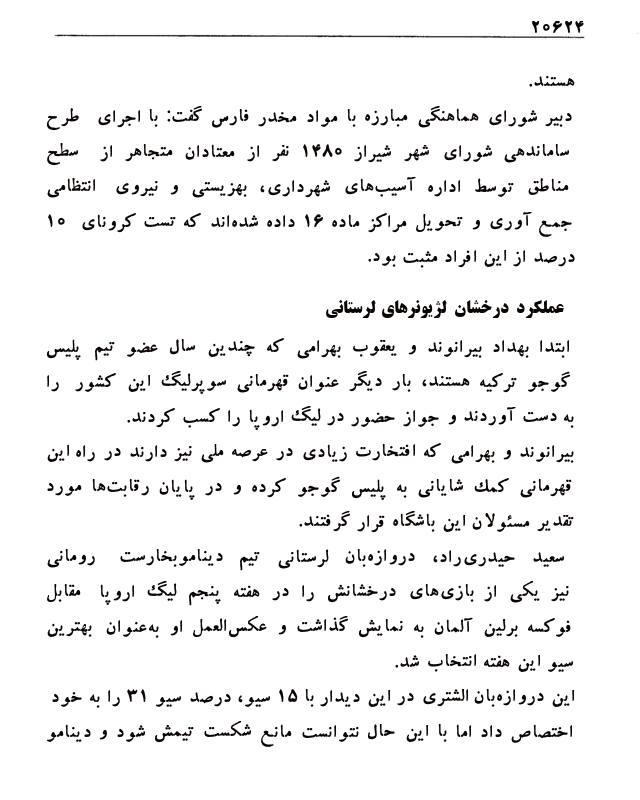 ۲۰۶۲۴
هستند.
دبیر شورای هماهنگی مبارزه با مواد مخدر فارس گفت: با اجرای طرح
ساماندهی شورای شهر شیراز ۱۴۸۰ نفر از معتادان متجاهر از سطح
مناطق توسط اداره آسیب‌های شهرداری، بهزیستی و نیروی انتظامی
جمع آوری و تحویل مراکز ماده ۱۶ داده شده‌اند که تست کرونای ۱۰
درصد از این افراد مثبت بود.
عملکرد درخشان لژیونرهای لرستانی
ابتدا بهداد بیرانوند و یعقوب بهرامی که چندین سال عضو تیم پلیس
گوجو ترکیه هستند، بار دیگر عنوان قهرمانی سوپرلیگ این کشور را
به دست آوردند و جواز حضور در لیگ اروپا را کسب کردند.
بیرانوند و بهرامی که افتخارت زیادی در عرصه ملی نیز دارند در راه این
قهرمانی کمك شایانی به پلیس گوجو کرده و در پایان رقابت‌ها مورد
تقدیر مسئولان این باشگاه قرار گرفتند.
سعید حیدری‌راد، دروازه‌بان لرستانی تیم دیناموبخارست رومانی
نیز یکی از بازی‌های درخشانش را در هفته پنجم لیگ اروپا مقابل
فوکسه برلین آلمان به نمایش گذاشت و عکس‌العمل او به‌عنوان بهترین
سیو این هفته انتخاب شد.
این دروازه‌بان الشتری در این دیدار با ۱۵ سیو، درصد سیو ۳۱ را به خود
اختصاص داد اما با این حال نتوانست مانع شکست تیمش شود و دینامو